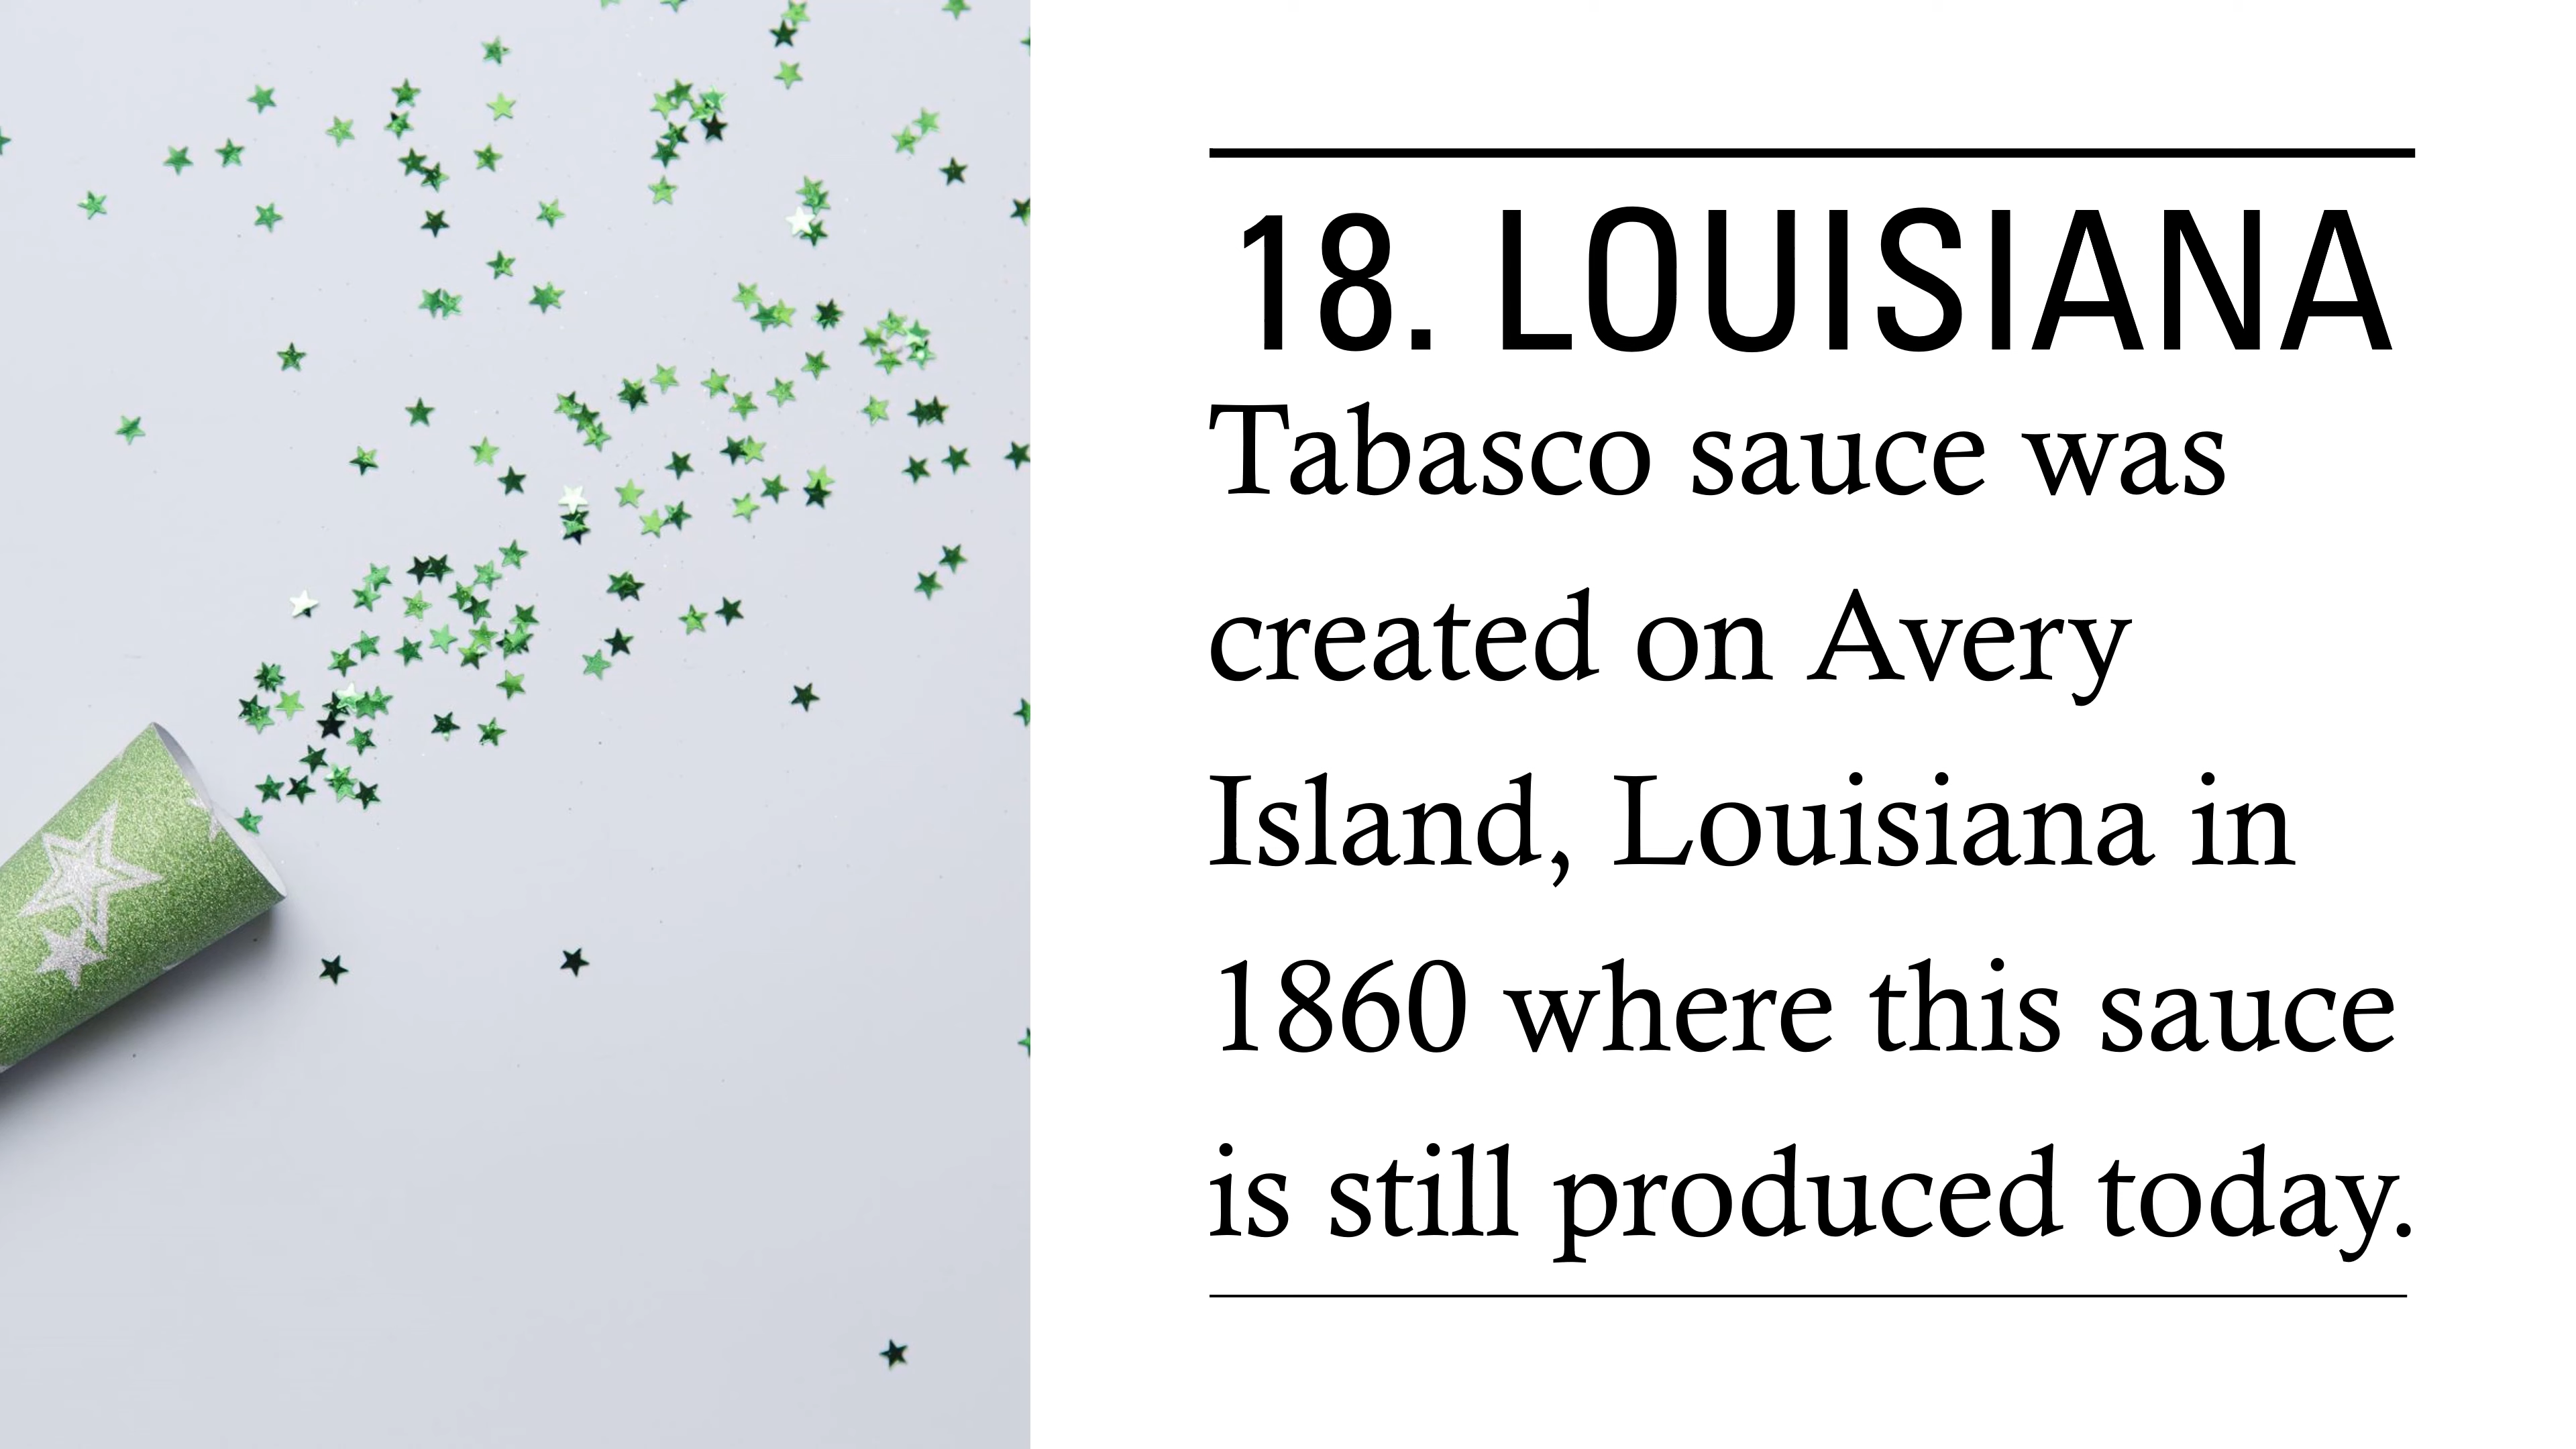 18. LOUISIANA
Tabasco sauce was
created on Avery
Island, Louisiana in
1860 where this sauce
is still produced today.